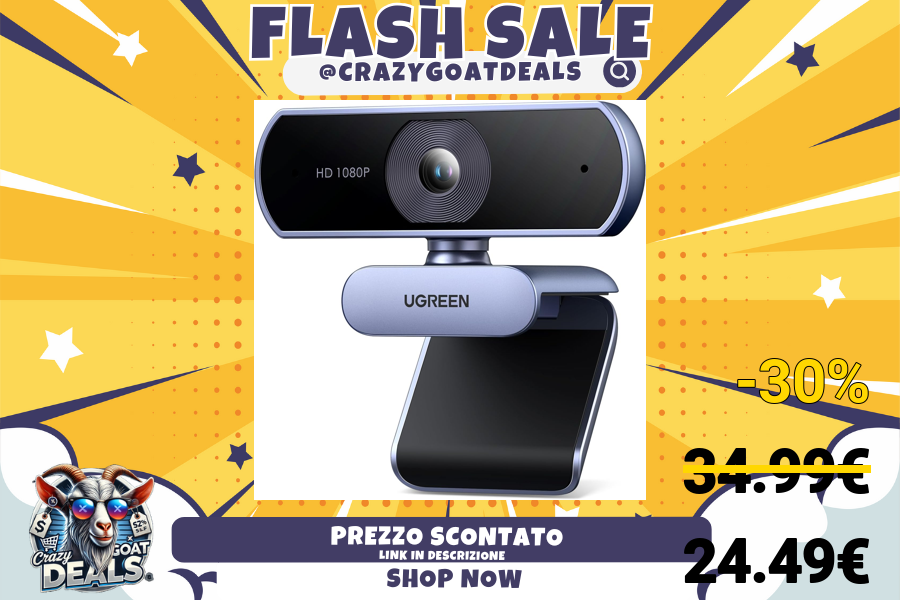 FLASH SALE
@CRAZYGOATDEALS
HD 1080P
UGREEN
-30%
34.99€
PREZZO SCONTATO
LINK IN DESCRIZIONE
SHOP NOW
24.49€
$
52%
Crazy
GOAT
DEALS